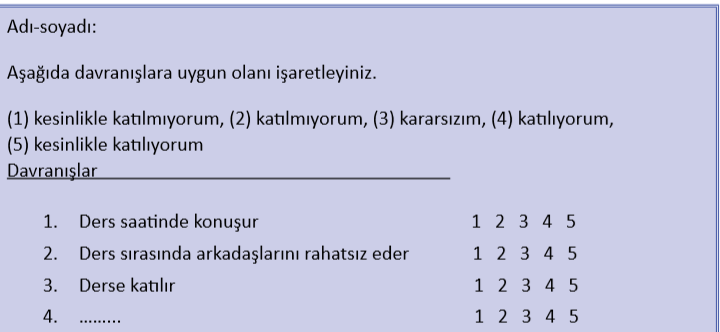 Adı-soyadı:
Aşağıda davranışlara uygun olanı işaretleyiniz.
(1) kesinlikle katılmıyorum, (2) katılmıyorum, (3) kararsızım, (4) katılıyorum,
(5) kesinlikle katılıyorum
Davranışlar
1. Ders saatinde konuşur 1 2 3 4 5
2. Ders sırasında arkadaşlarını rahatsız eder 1 2 3 4 5
3. Derse katılır 1 2 3 4 5
4. ......... 1 2 3 4 5